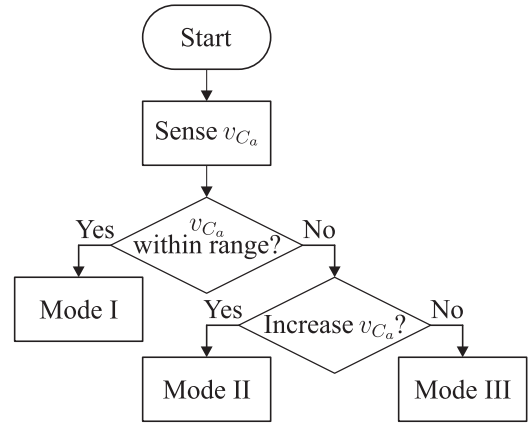 Start
Sense $v_{C_a}$
$v_{C_a}$
within range?
Yes
No
Mode I
Increase $v_{C_a}$?
Yes
No
Mode II
Mode III